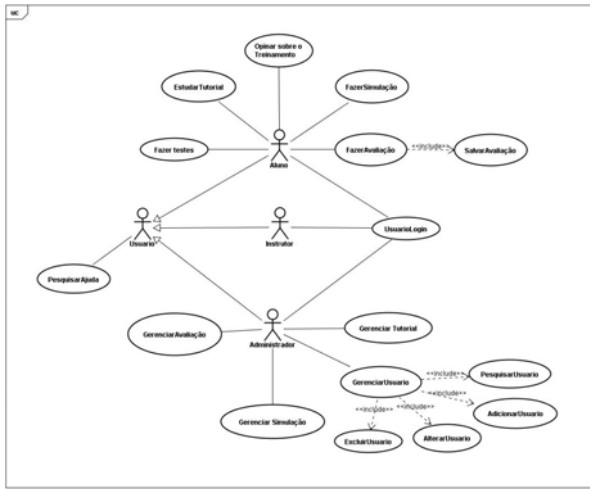 uc
Opinar sobre o
Treinamento
EstudarTutorial
FazerSimulação
Fazer testes
FazerAvaliação
<<include>>
SalvarAvaliação
Aluno
Usuario
Instrutor
UsuarioLogin
PesquisarAjuda
GerenciarAvaliação
Administrador
Gerenciar Tutorial
GerenciarUsuario
<<include>>
PesquisarUsuario
<<include>>
AdicionarUsuario
<<include>>
<<include>>
Gerenciar Simulação
ExcluirUsuario
AlterarUsuario